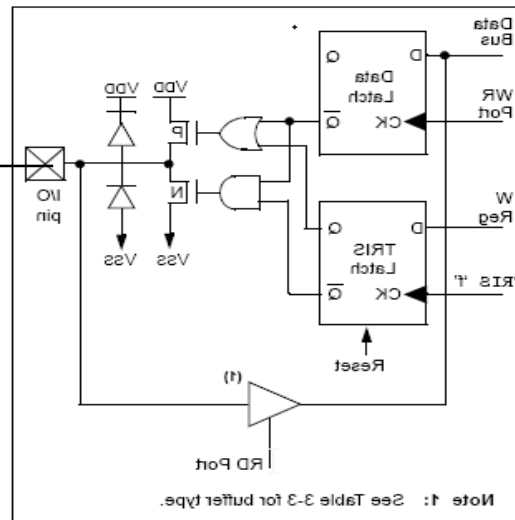 Data
Bus
D
Q
Data
Latch
WR
Port
CK
Q
VDD
VDD
P
N
I/O
pin
VSS
VSS
W
Reg
D
Q
TRIS
Latch
RIS 'f'
CK
Q
Reset
(1)
RD Port
Note 1: See Table 3-3 for buffer type.